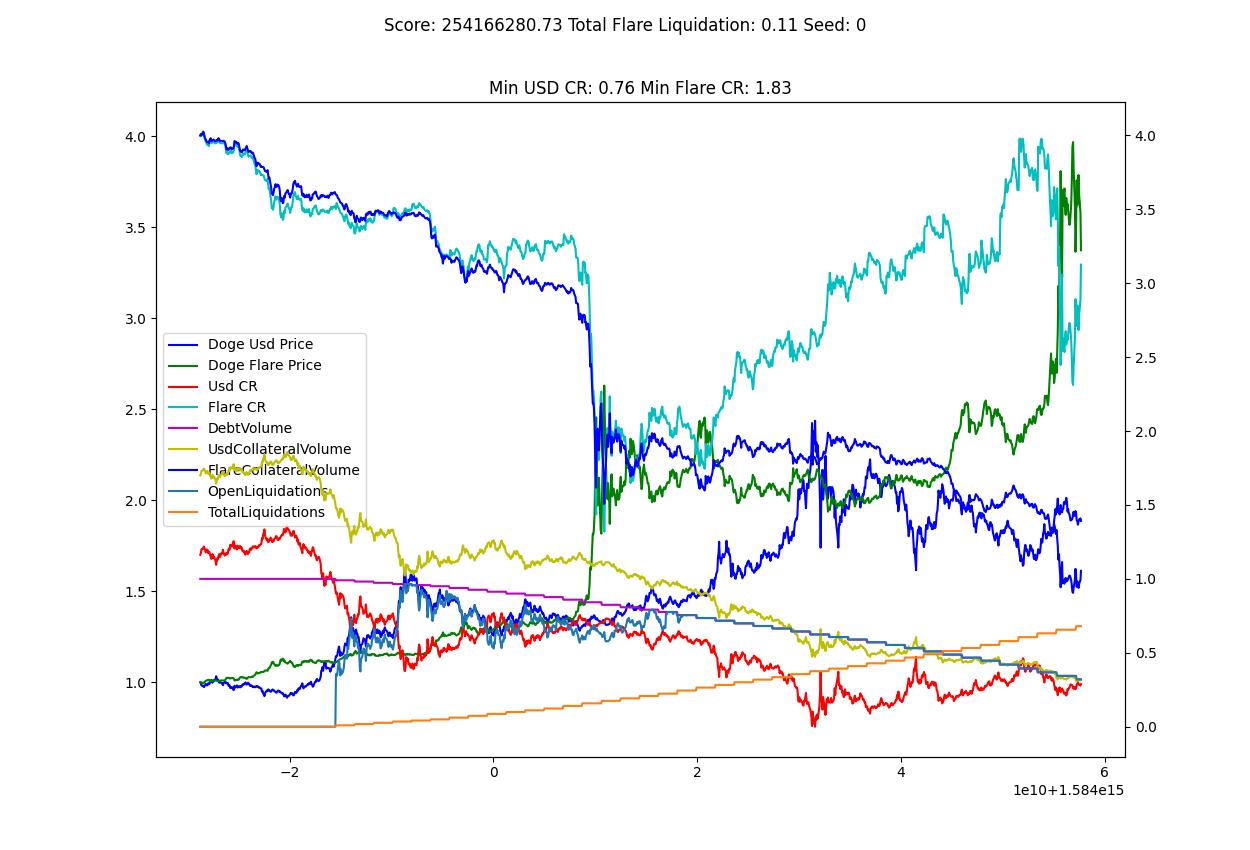 Score: 254166280.73 Total Flare Liquidation: 0.11 Seed: 0
Min USD CR: 0.76 Min Flare CR: 1.83
4.0
3.5
3.0
2.5
2.0
1.5
1.0
Doge Usd Price
Doge Flare Price
Usd CR
Flare CR
DebtVolume
UsdCollateralVolume
FlareCollateralVolume
OpenLiquidations
TotalLiquidations
4.0
3.5
3.0
2.5
2.0
1.5
1.0
0.5
0.0
−2 0 2 4 6
1e10+1.584e15